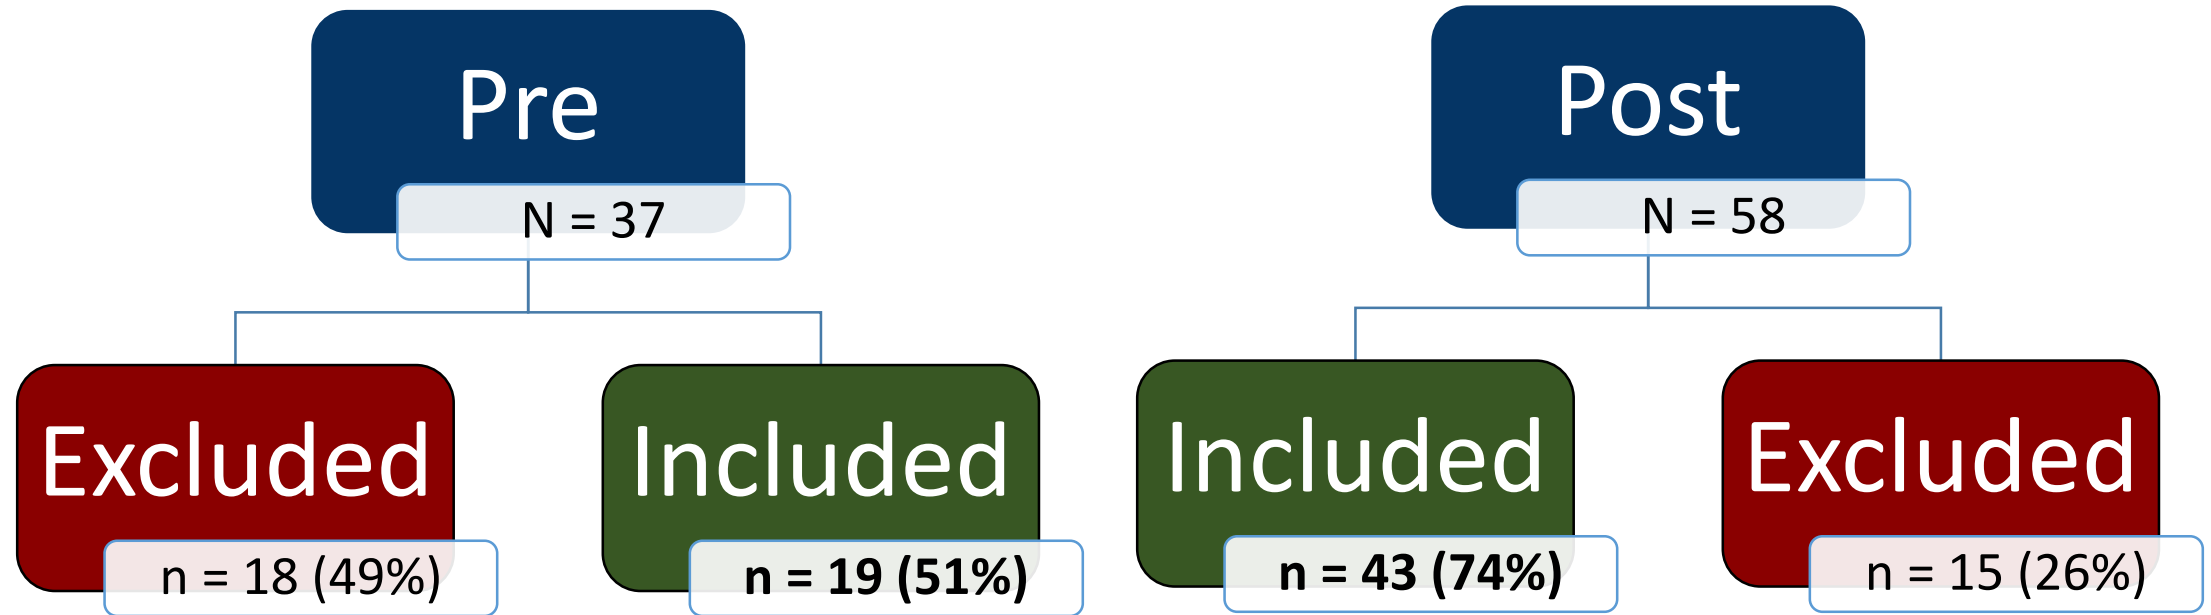 Pre
N = 37
Excluded
n = 18 (49%)
Included
n = 19 (51%)
Post
N = 58
Included
n = 43 (74%)
Excluded
n = 15 (26%)